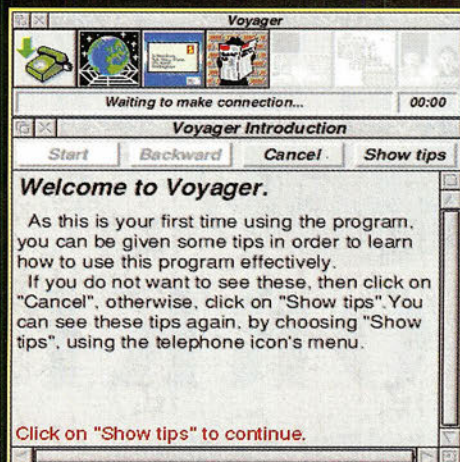 Voyager
Waiting to make connection... 00:00
Voyager Introduction
Start Backward Cancel Show tips
Welcome to Voyager.
As this is your first time using the program,
you can be given some tips in order to learn
how to use this program effectively.
If you do not want to see these, then click on
"Cancel", otherwise, click on "Show tips".You
can see these tips again, by choosing "Show
tips", using the telephone icon's menu.
Click on "Show tips" to continue.